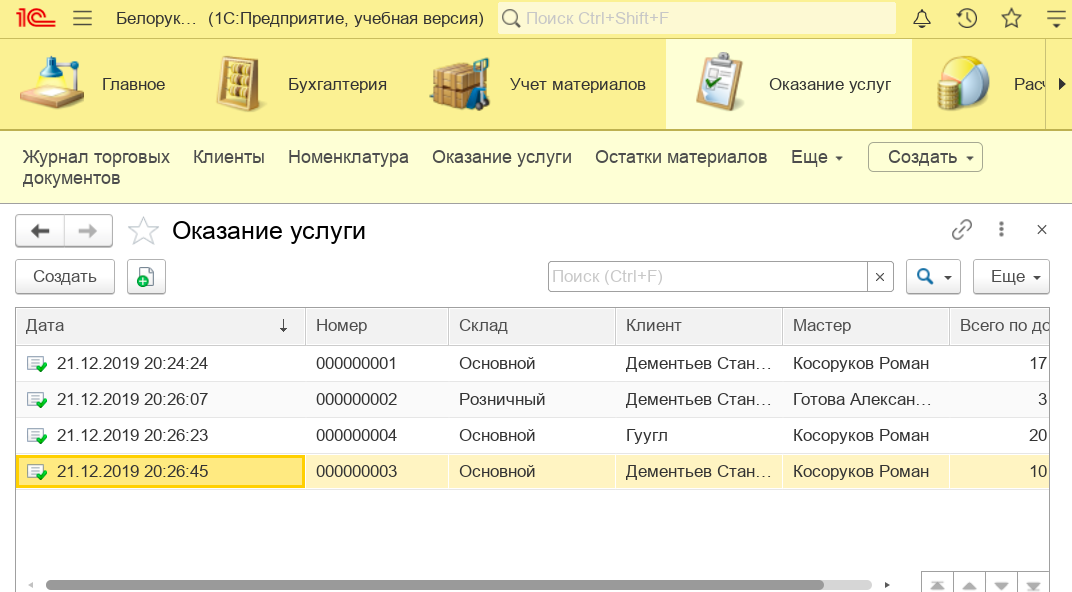 1С Белорук... (1С:Предприятие, учебная версия) Поиск Ctrl+Shift+F
Главное Бухгалтерия Учет материалов Оказание услуг Расч
Журнал торговых документов Клиенты Номенклатура Оказание услуги Остатки материалов Еще Создать
Оказание услуги
Создать Поиск (Ctrl+F) × Еще
Дата ↓ Номер Склад Клиент Мастер Всего по до
21.12.2019 20:24:24 000000001 Основной Дементьев Стан... Косоруков Роман 17
21.12.2019 20:26:07 000000002 Розничный Дементьев Стан... Готова Алексан... 3
21.12.2019 20:26:23 000000004 Основной Гуугл Косоруков Роман 20
21.12.2019 20:26:45 000000003 Основной Дементьев Стан... Косоруков Роман 10